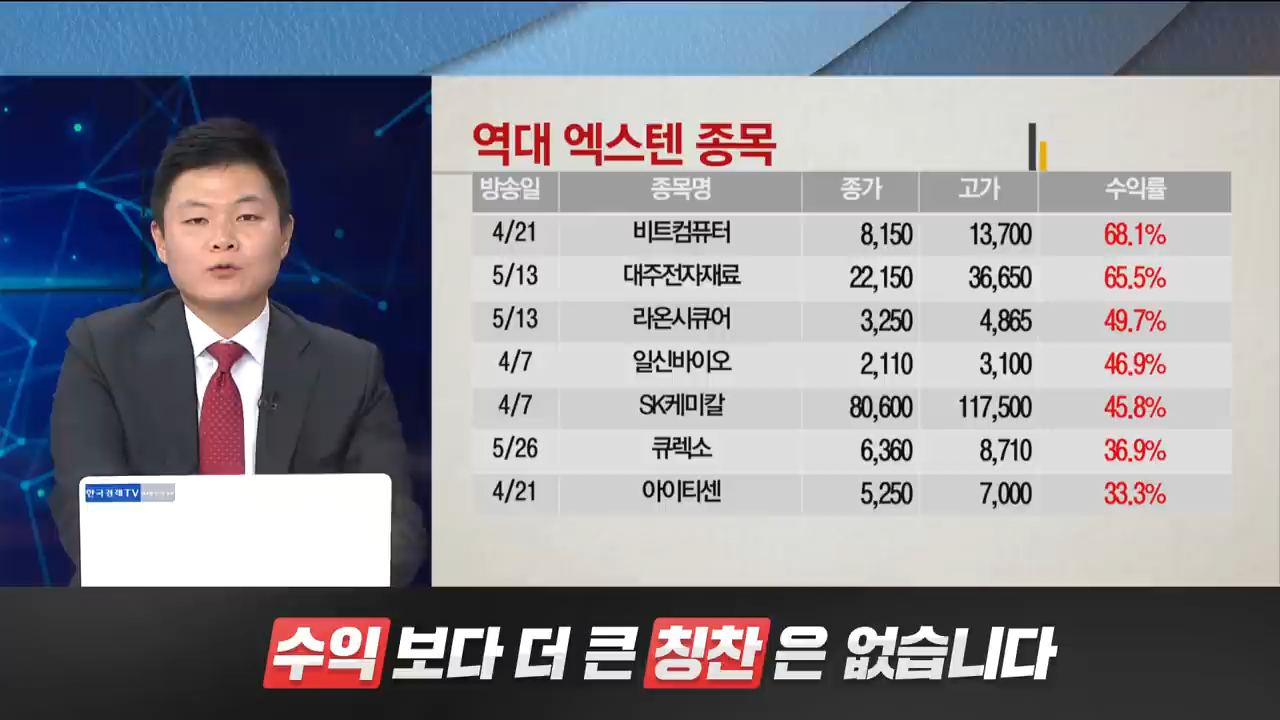 역대 엑스텐 종목
방송일 종목명 종가 고가 수익률
4/21 비트컴퓨터 8,150 13,700 68.1%
5/13 대주전자재료 22,150 36,650 65.5%
5/13 라온시큐어 3,250 4,865 49.7%
4/7 일신바이오 2,110 3,100 46.9%
4/7 SK케미칼 80,600 117,500 45.8%
5/26 큐렉소 6,360 8,710 36.9%
4/21 아이티센 5,250 7,000 33.3%
한국경제TV
수익 보다 더 큰 칭찬 은 없습니다